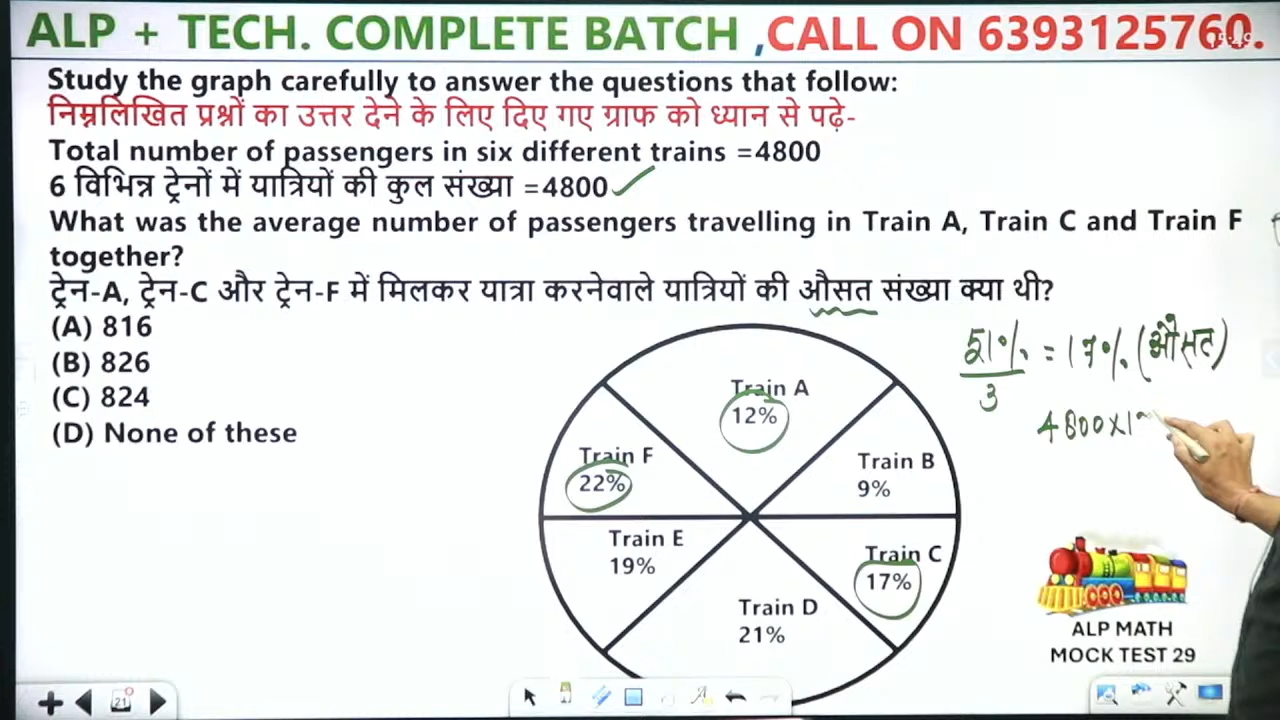 ALP + TECH. COMPLETE BATCH ,CALL ON 6393125760.
Study the graph carefully to answer the questions that follow:
निम्नलिखित प्रश्नों का उत्तर देने के लिए दिए गए ग्राफ को ध्यान से पढ़े-
Total number of passengers in six different trains =4800
6 विभिन्न ट्रेनों में यात्रियों की कुल संख्या =4800
What was the average number of passengers travelling in Train A, Train C and Train F
together?
ट्रेन-A, ट्रेन-C और ट्रेन-F में मिलकर यात्रा करनेवाले यात्रियों की औसत संख्या क्या थी?
(A) 816
(B) 826
(C) 824
(D) None of these
51% = 17% (औसत)
3
4800×1
Train A
12%
Train F
22%
Train B
9%
Train E
19%
Train C
17%
Train D
21%
ALP MATH
MOCK TEST 29
21